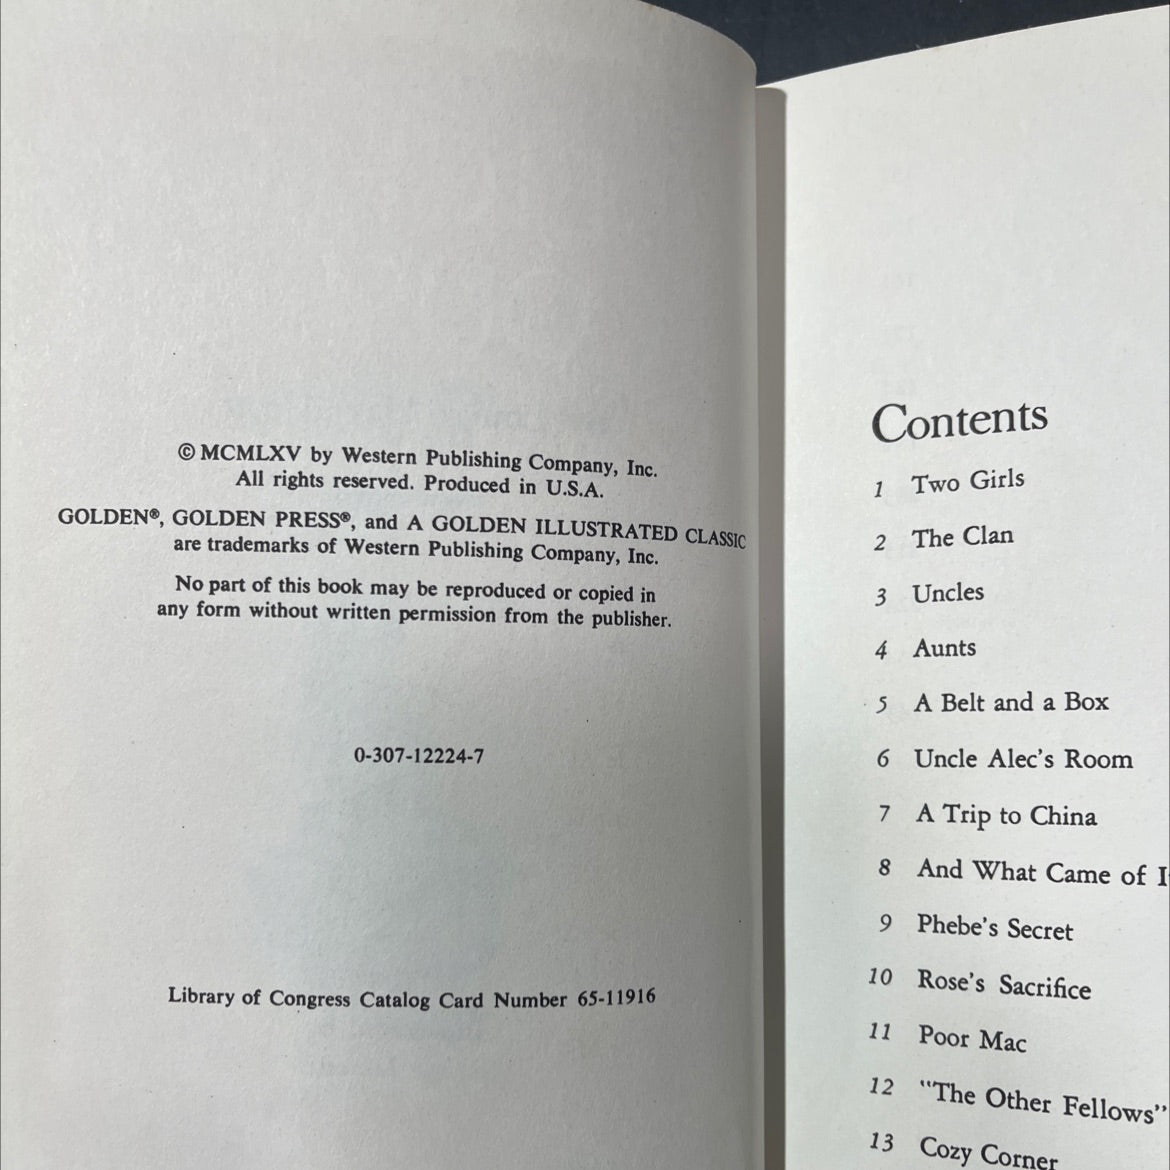 © MCMLXV by Western Publishing Company, Inc.
All rights reserved. Produced in U.S.A.
GOLDEN®, GOLDEN PRESS®, and A GOLDEN ILLUSTRATED CLASSIC
are trademarks of Western Publishing Company, Inc.
No part of this book may be reproduced or copied in
any form without written permission from the publisher.
0-307-12224-7
Library of Congress Catalog Card Number 65-11916
Contents
1 Two Girls
2 The Clan
3 Uncles
4 Aunts
5 A Belt and a Box
6 Uncle Alec's Room
7 A Trip to China
8 And What Came of
9 Phebe's Secret
10 Rose's Sacrifice
11 Poor Mac
12 "The Other Fellows"
13 Cozy Corner